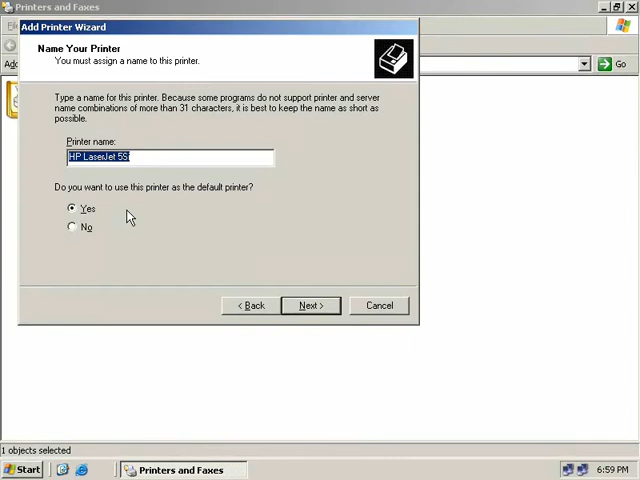 Printers and Faxes
Add Printer Wizard
Name Your Printer
You must assign a name to this printer.
Go
Type a name for this printer. Because some programs do not support printer and server
name combinations of more than 31 characters, it is best to keep the name as short as
possible.
Printer name:
HP LaserJet 5Si
Do you want to use this printer as the default printer?
Yes
No
< Back
Next >
Cancel
1 objects selected
Start
Printers and Faxes
6:59 PM